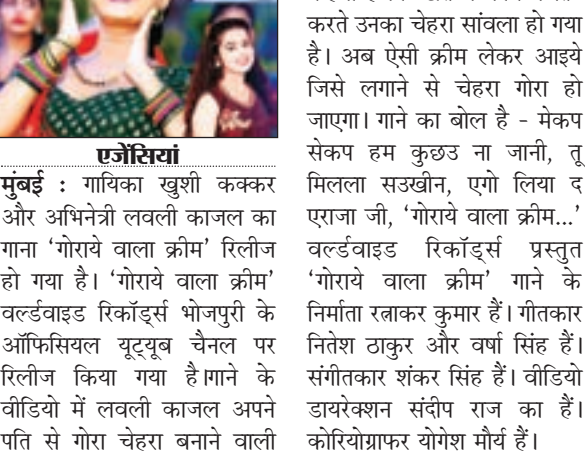 एजेंसियां
मुंबई : गायिका खुशी कक्कर
और अभिनेत्री लवली काजल का
गाना ‘गोराये वाला क्रीम’ रिलीज
हो गया है। ‘गोराये वाला क्रीम’
वर्ल्डवाइड रिकॉर्ड्स भोजपुरी के
ऑफिसियल यूट्यूब चैनल पर
रिलीज किया गया है।गाने के
वीडियो में लवली काजल अपने
पति से गोरा चेहरा बनाने वाली
करते उनका चेहरा सांवला हो गया
है। अब ऐसी क्रीम लेकर आइये
जिसे लगाने से चेहरा गोरा हो
जाएगा। गाने का बोल है - मेकप
सेकप हम कुछउ ना जानी, तू
मिलला सउखीन, एगो लिया द
एराजा जी, ‘गोराये वाला क्रीम...’
वर्ल्डवाइड रिकॉर्ड्स प्रस्तुत
‘गोराये वाला क्रीम’ गाने के
निर्माता रत्नाकर कुमार हैं। गीतकार
नितेश ठाकुर और वर्षा सिंह हैं।
संगीतकार शंकर सिंह हैं। वीडियो
डायरेक्शन संदीप राज का हैं।
कोरियोग्राफर योगेश मौर्य हैं।